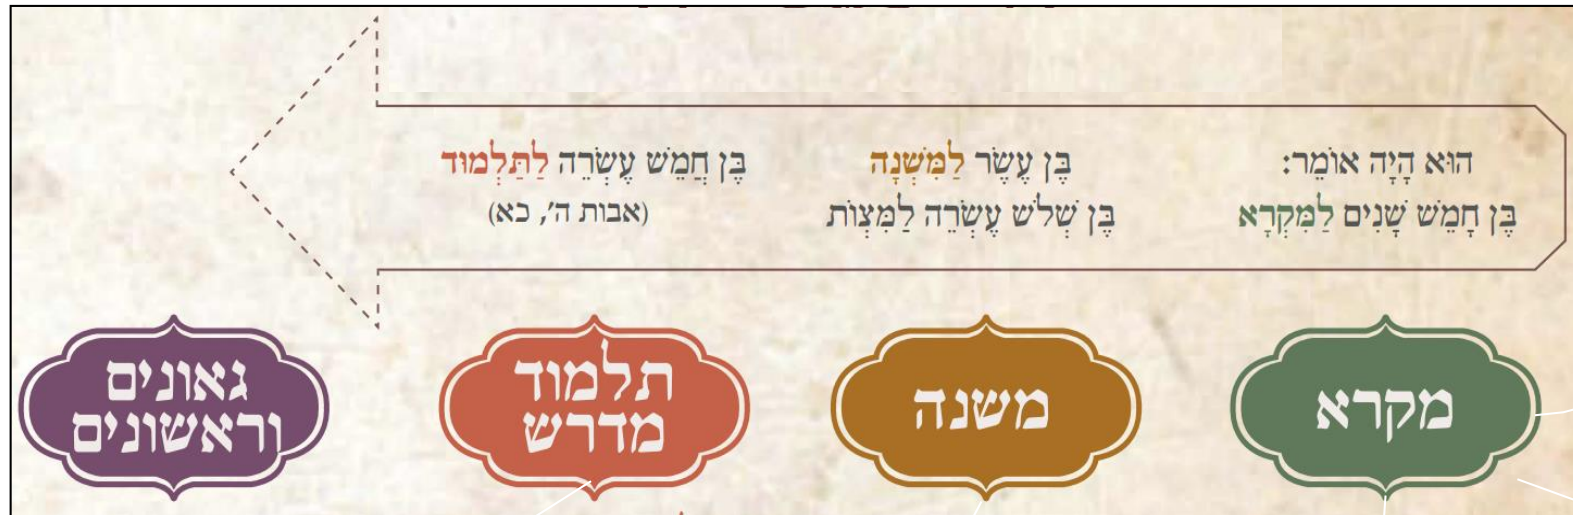 הוּא הָיָה אוֹמֵר:
בֶּן חָמֵשׁ שָׁנִים לַמִּקְרָא
בֶּן עֶשֶׂר לַמִּשְׁנָה
בֶּן שְׁלֹשׁ עֶשְׂרֵה לַמִּצְוֹת
בֶּן חֲמֵשׁ עֶשְׂרֵה לַתַּלְמוּד
(אבות ה', כא)
מקרא
משנה
תלמוד
מדרש
גאונים
וראשונים